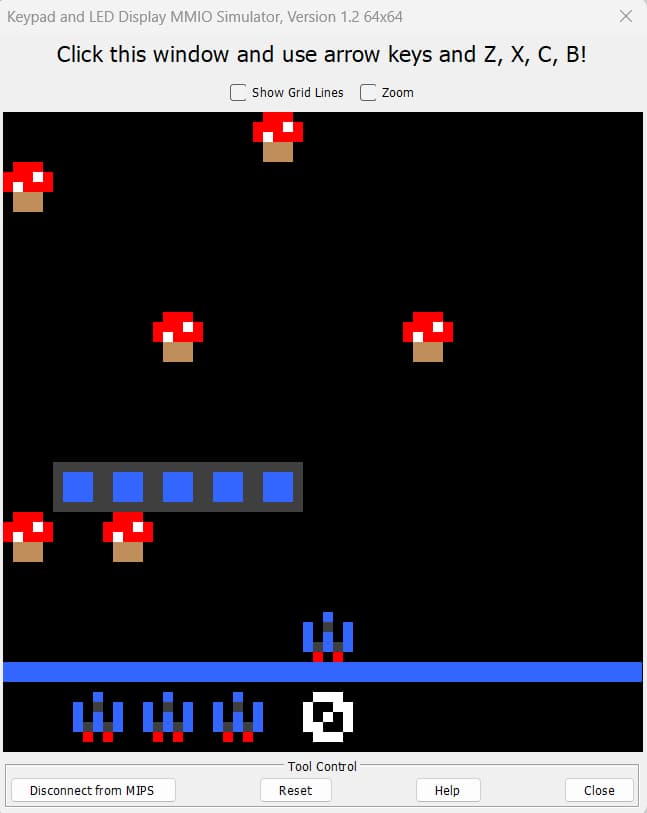 Keypad and LED Display MMIO Simulator, Version 1.2 64x64
Click this window and use arrow keys and Z, X, C, B!
Show Grid Lines Zoom
0
Tool Control
Disconnect from MIPS Reset Help Close